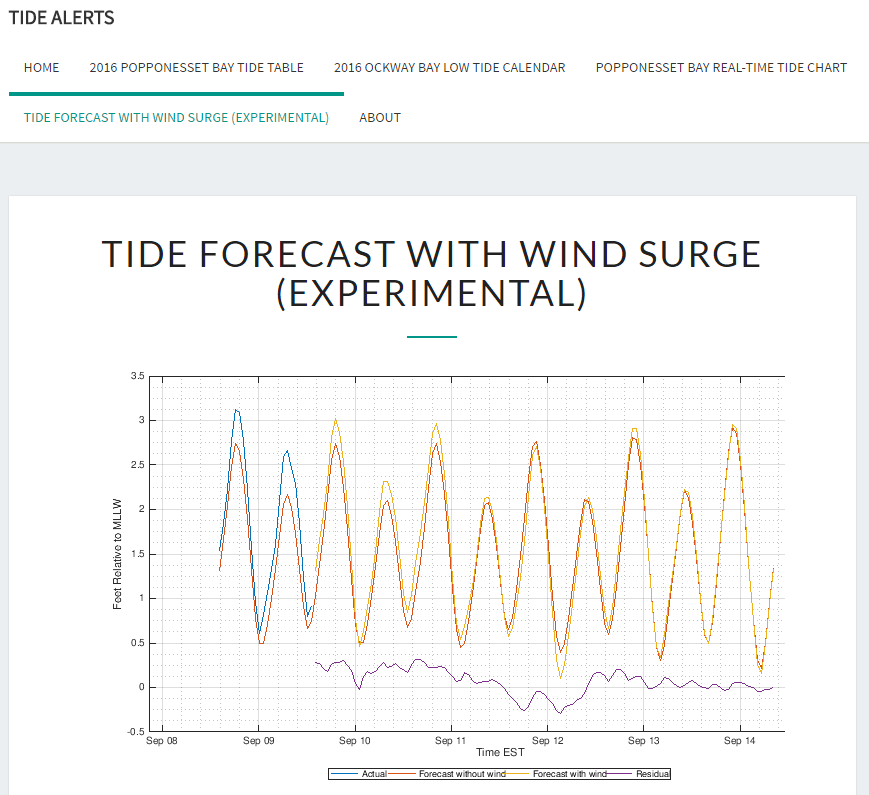 TIDE ALERTS
HOME 2016 POPPONESSET BAY TIDE TABLE 2016 OCKWAY BAY LOW TIDE CALENDAR POPPONESSET BAY REAL-TIME TIDE CHART
TIDE FORECAST WITH WIND SURGE (EXPERIMENTAL) ABOUT
TIDE FORECAST WITH WIND SURGE
(EXPERIMENTAL)
3.5
3
2.5
2
1.5
1
0.5
0
-0.5
Feet Relative to MLLW
Sep 08 Sep 09 Sep 10 Sep 11 Sep 12 Sep 13 Sep 14
Time EST
Actual Forecast without wind Forecast with wind Residual